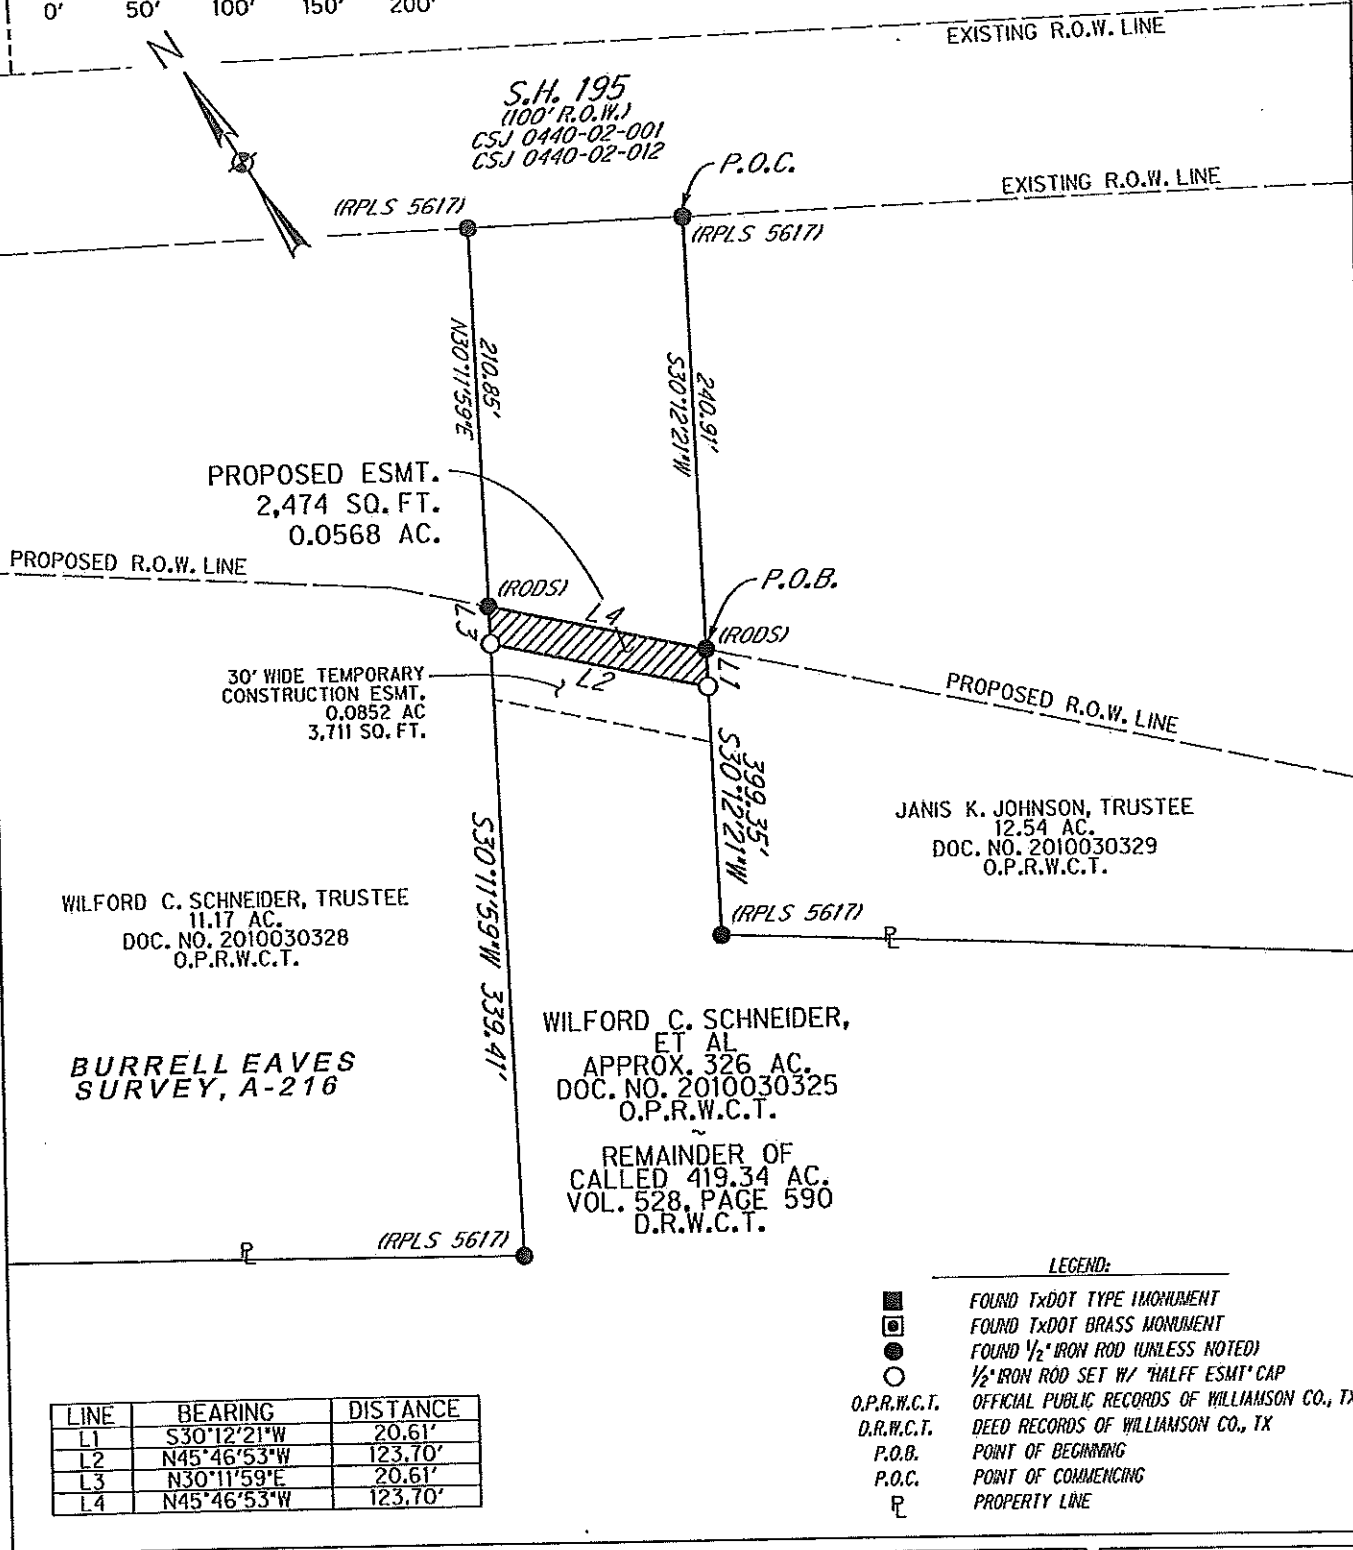 0' 50' 100' 150' 200'
EXISTING R.O.W. LINE
N
S.H. 195
(100' R.O.W.)
CSJ 0440-02-001
CSJ 0440-02-012
P.O.C.
EXISTING R.O.W. LINE
(RPLS 5617)
(RPLS 5617)
210.85'
N30°11'59"E
240.91'
S30°12'21"W
PROPOSED ESMT.
2,474 SQ. FT.
0.0568 AC.
PROPOSED R.O.W. LINE
(RODS)
P.O.B.
L4
L3
(RODS)
L1
L2
30' WIDE TEMPORARY
CONSTRUCTION ESMT.
0.0852 AC
3,711 SQ. FT.
PROPOSED R.O.W. LINE
399.35'
S30°12'21"W
JANIS K. JOHNSON, TRUSTEE
12.54 AC.
DOC. NO. 2010030329
O.P.R.W.C.T.
S30°11'59"W 339.41'
WILFORD C. SCHNEIDER, TRUSTEE
11.17 AC.
DOC. NO. 2010030328
O.P.R.W.C.T.
(RPLS 5617)
PL
WILFORD C. SCHNEIDER,
ET AL
APPROX. 326 AC.
DOC. NO. 2010030325
O.P.R.W.C.T.
~
REMAINDER OF
CALLED 419.34 AC.
VOL. 528, PAGE 590
D.R.W.C.T.
BURRELL EAVES
SURVEY, A-216
PL
(RPLS 5617)
LEGEND:
FOUND TxDOT TYPE I MONUMENT
FOUND TxDOT BRASS MONUMENT
FOUND 1/2" IRON ROD (UNLESS NOTED)
1/2" IRON ROD SET W/ "HALFF ESMT" CAP
O.P.R.W.C.T. OFFICIAL PUBLIC RECORDS OF WILLIAMSON CO., TX
D.R.W.C.T. DEED RECORDS OF WILLIAMSON CO., TX
P.O.B. POINT OF BEGINNING
P.O.C. POINT OF COMMENCING
PL PROPERTY LINE
LINE BEARING DISTANCE
L1 S30°12'21"W 20.61'
L2 N45°46'53"W 123.70'
L3 N30°11'59"E 20.61'
L4 N45°46'53"W 123.70'